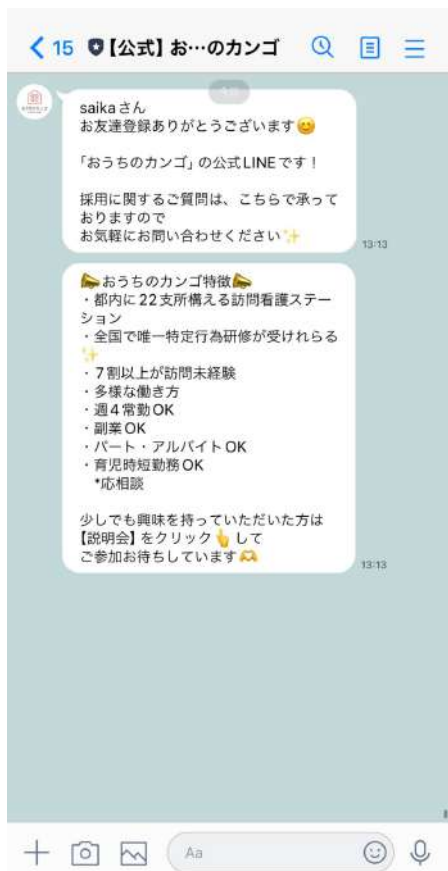 15 【公式】お…のカンゴ
saikaさん
お友達登録ありがとうございます😊
「おうちのカンゴ」の公式LINEです！
採用に関するご質問は、こちらで承って
おりますので
お気軽にお問い合わせください✨
13:13
📣おうちのカンゴ特徴📣
・都内に22支所構える訪問看護ステー
ション
・全国で唯一特定行為研修が受けれらる
✨
・7割以上が訪問未経験
・多様な働き方
・週4常勤OK
・副業OK
・パート・アルバイトOK
・育児時短勤務OK
*応相談
少しでも興味を持っていただいた方は
【説明会】をクリック👆して
ご参加お待ちしています🫶
13:13
Aa